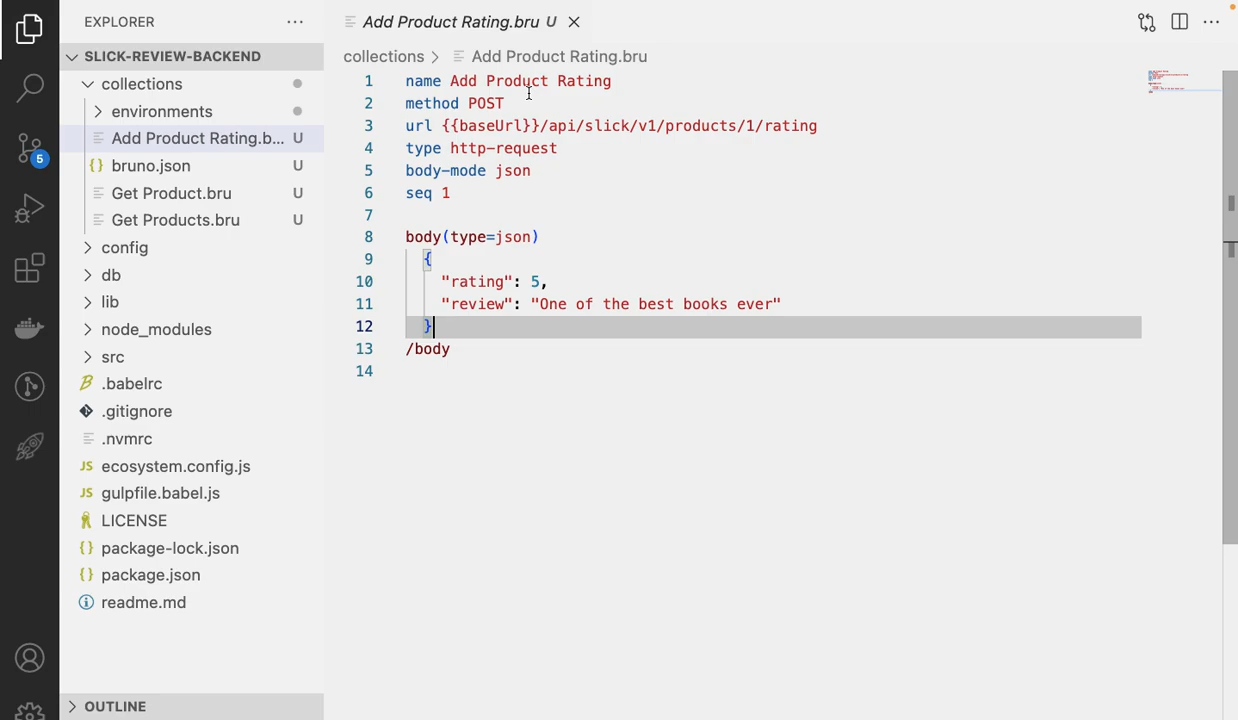 EXPLORER
SLICK-REVIEW-BACKEND
collections
environments
Add Product Rating.b... U
bruno.json U
Get Product.bru U
Get Products.bru U
config
db
lib
node_modules
src
.babelrc
.gitignore
.nvmrc
JS ecosystem.config.js
JS gulpfile.babel.js
LICENSE
package-lock.json
package.json
readme.md
OUTLINE
5
Add Product Rating.bru U
collections > Add Product Rating.bru
1 name Add Product Rating
2 method POST
3 url {{baseUrl}}/api/slick/v1/products/1/rating
4 type http-request
5 body-mode json
6 seq 1
7
8 body(type=json)
9 {
10 "rating": 5,
11 "review": "One of the best books ever"
12 }
13 /body
14